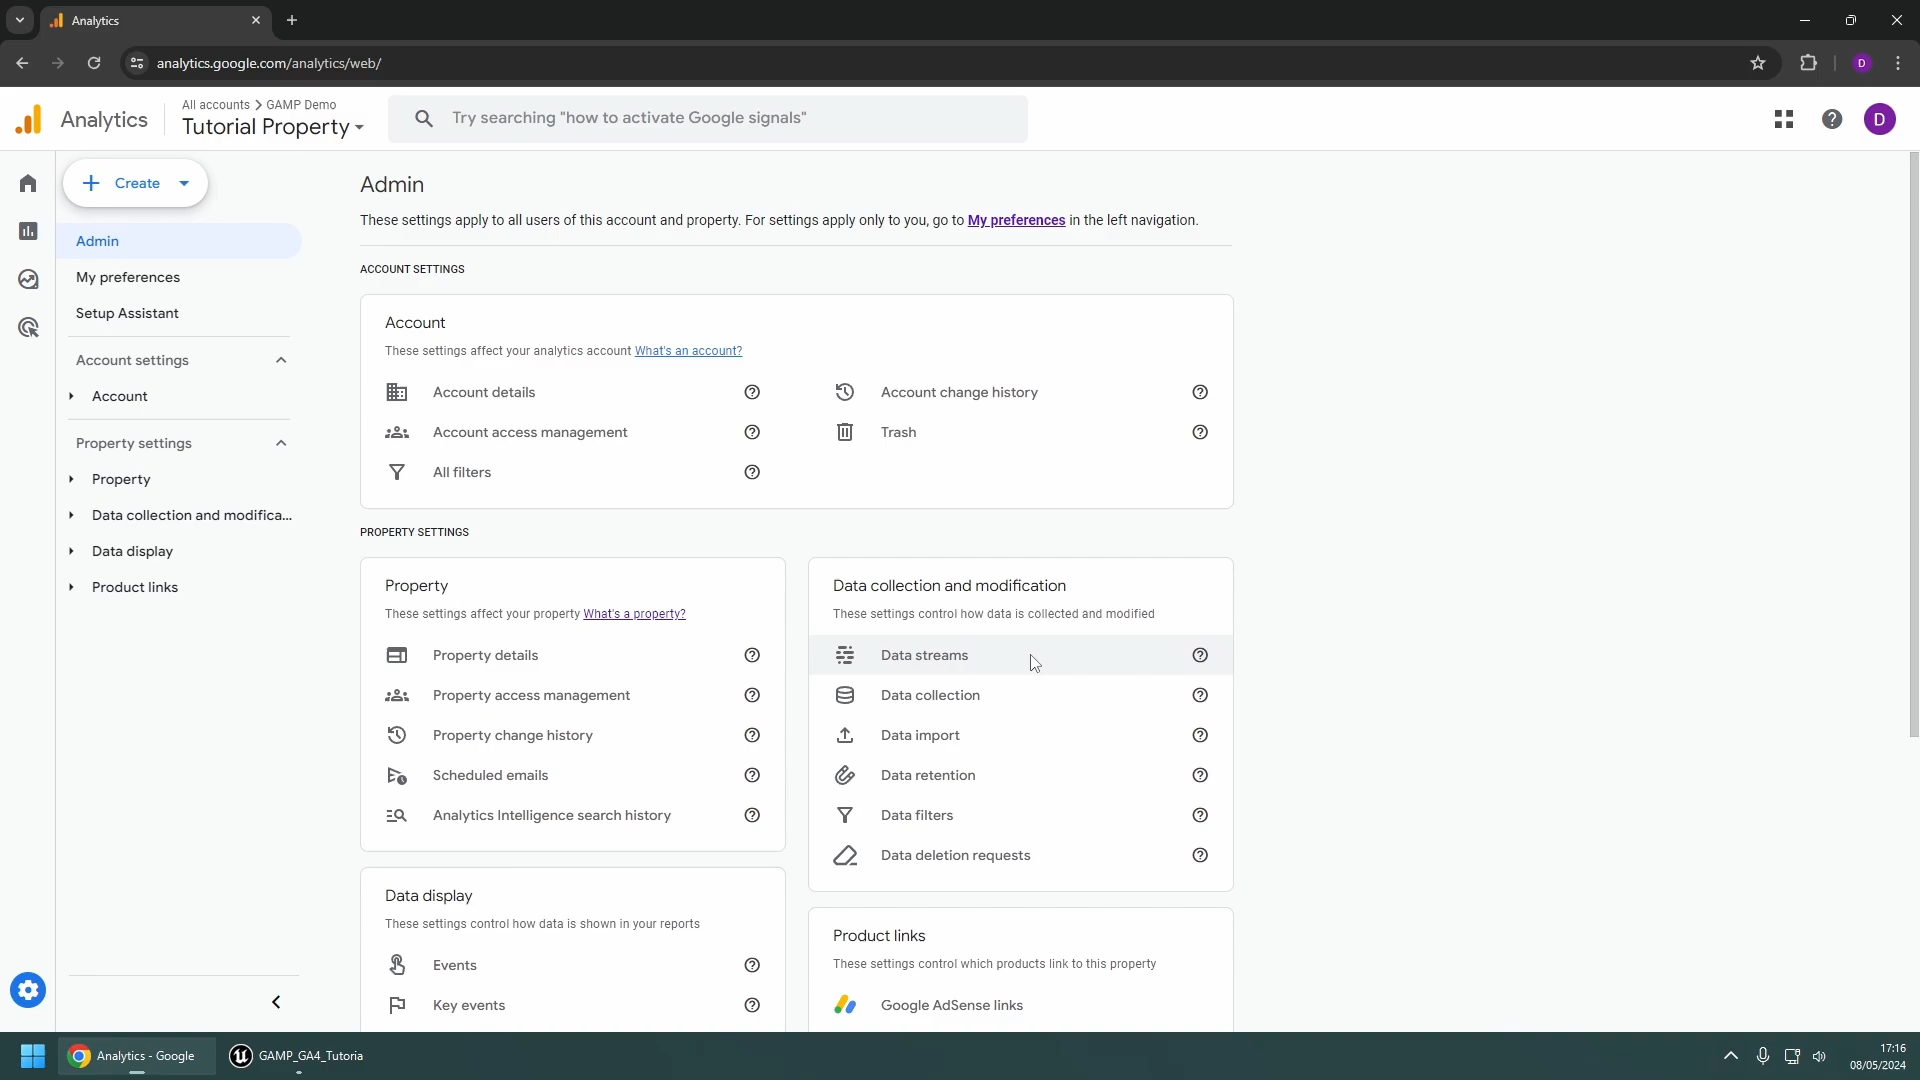 Analytics
analytics.google.com/analytics/web/
D
Analytics
All accounts > GAMP Demo
Tutorial Property
Try searching "how to activate Google signals"
D
Create
Admin
My preferences
Setup Assistant
Account settings
Account
Property settings
Property
Data collection and modifica...
Data display
Product links
Admin
These settings apply to all users of this account and property. For settings apply only to you, go to My preferences in the left navigation.
ACCOUNT SETTINGS
Account
These settings affect your analytics account What's an account?
Account details
Account change history
Account access management
Trash
All filters
PROPERTY SETTINGS
Property
These settings affect your property What's a property?
Property details
Property access management
Property change history
Scheduled emails
Analytics Intelligence search history
Data collection and modification
These settings control how data is collected and modified
Data streams
Data collection
Data import
Data retention
Data filters
Data deletion requests
Data display
These settings control how data is shown in your reports
Events
Key events
Product links
These settings control which products link to this property
Google AdSense links
Analytics - Google
GAMP_GA4_Tutoria
17:16
08/05/2024